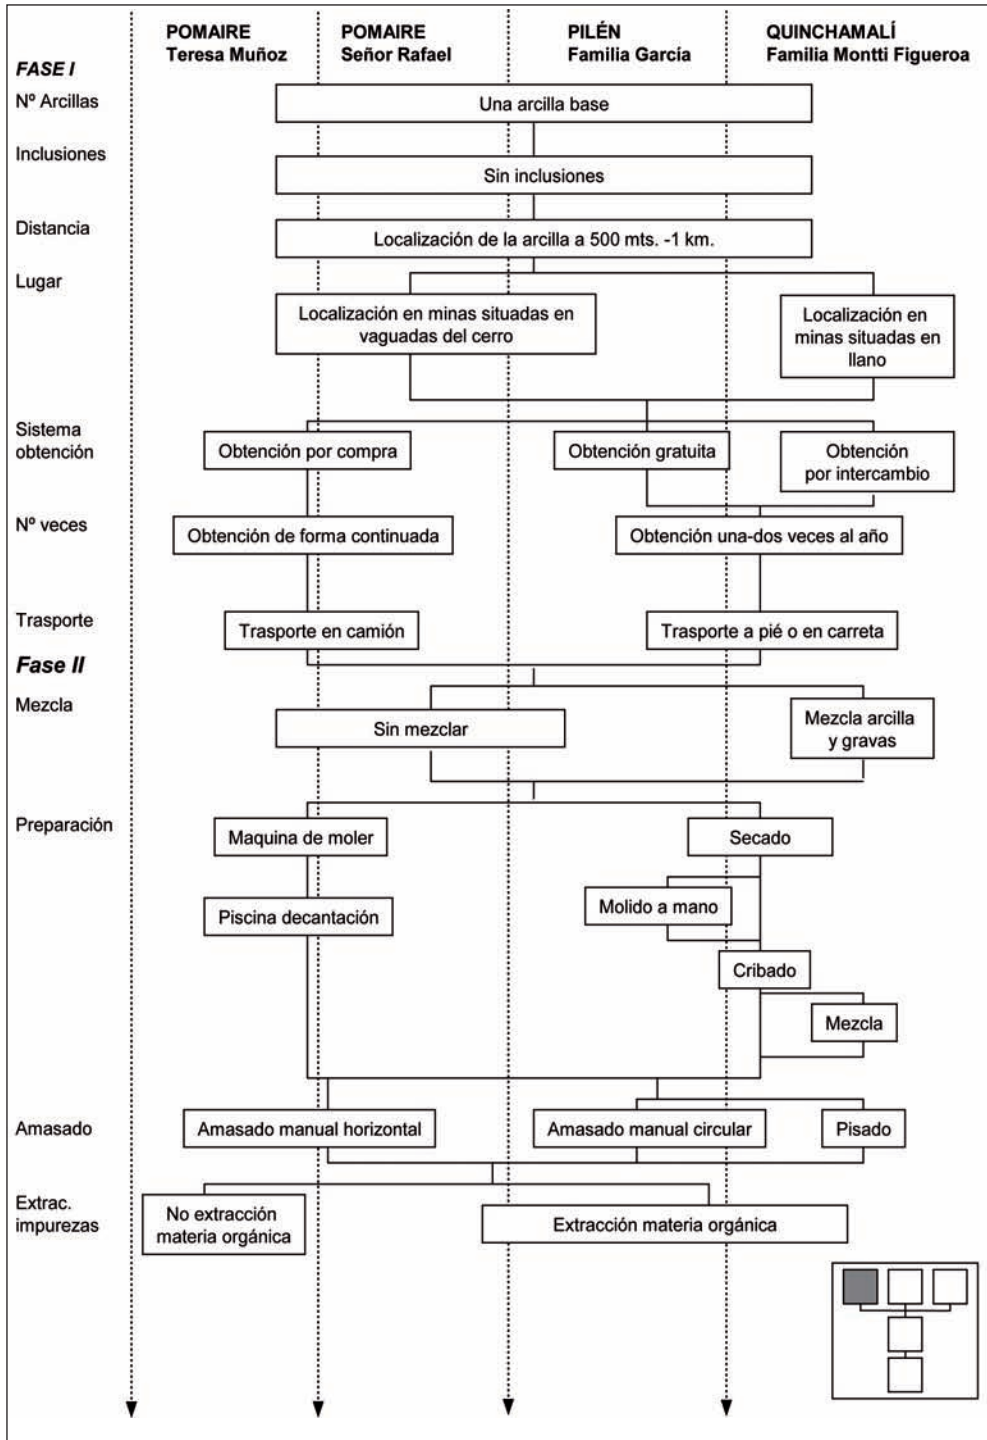 POMAIRE
Teresa Muñoz
POMAIRE
Señor Rafael
PILÉN
Familia García
QUINCHAMALÍ
Familia Montti Figueroa
FASE I
Nº Arcillas
Una arcilla base
Inclusiones
Sin inclusiones
Distancia
Localización de la arcilla a 500 mts. -1 km.
Lugar
Localización en minas situadas en
vaguadas del cerro
Localización en
minas situadas en
llano
Sistema
obtención
Obtención por compra
Obtención gratuita
Obtención
por intercambio
Nº veces
Obtención de forma continuada
Obtención una-dos veces al año
Trasporte
Trasporte en camión
Trasporte a pié o en carreta
Fase II
Mezcla
Sin mezclar
Mezcla arcilla
y gravas
Preparación
Maquina de moler
Secado
Piscina decantación
Molido a mano
Cribado
Mezcla
Amasado
Amasado manual horizontal
Amasado manual circular
Pisado
Extrac.
impurezas
No extracción
materia orgánica
Extracción materia orgánica